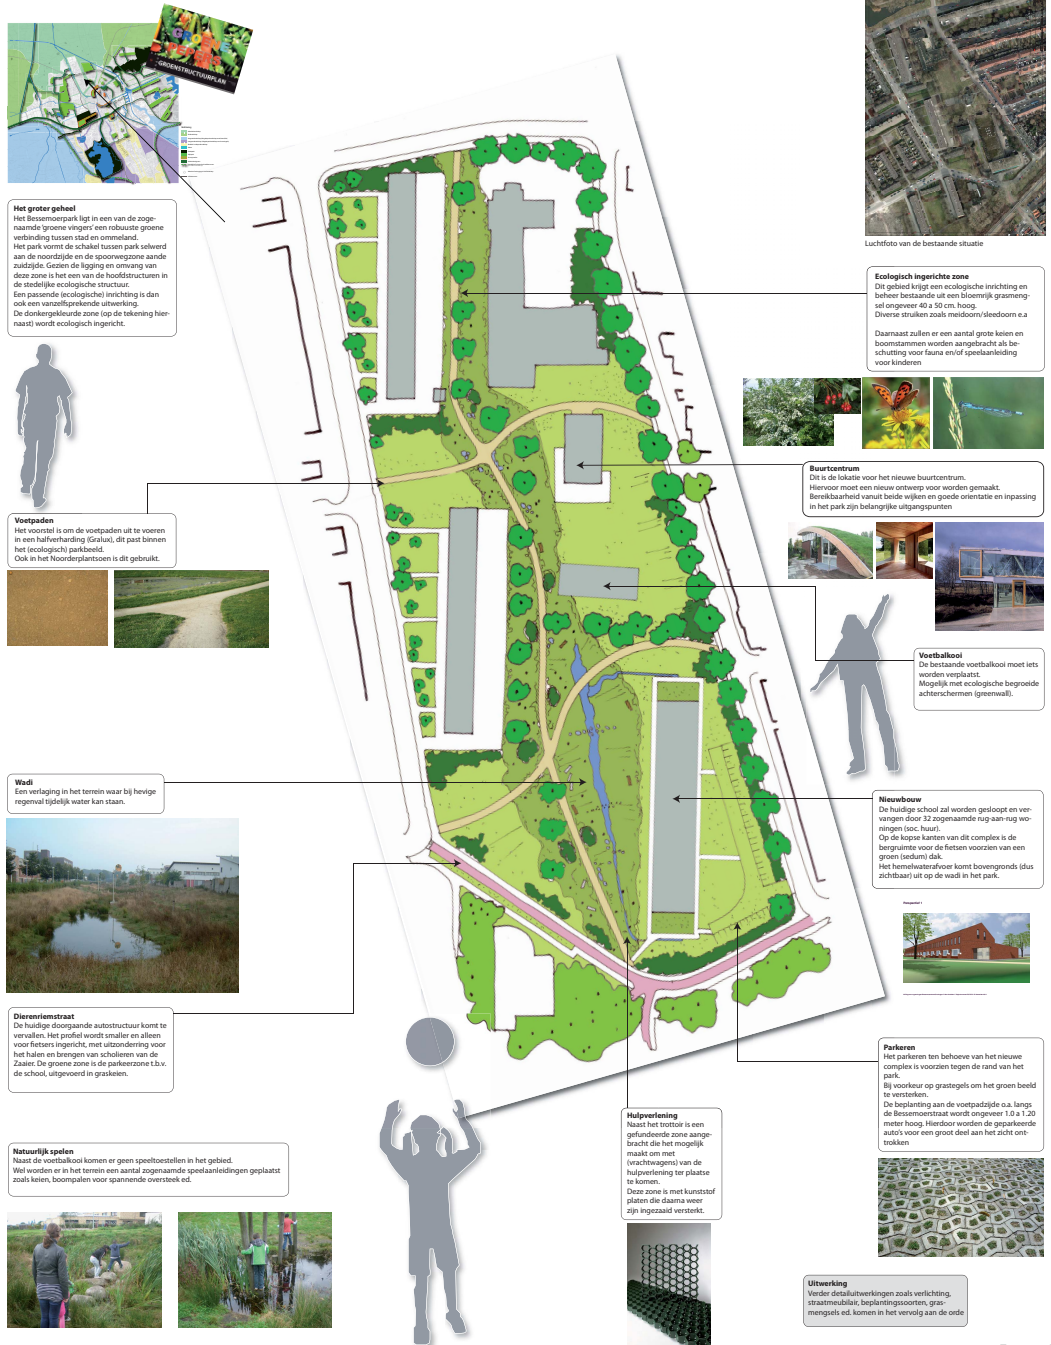 GROENE
PEPERS
GROENSTRUCTUURPLAN
Het groter geheel
Het Bessemoerpark ligt in een van de zoge-
naamde 'groene vingers' een robuuste groene
verbinding tussen stad en ommeland.
Het park vormt de schakel tussen park selwerd
aan de noordzijde en de spoorwegzone aande
zuidzijde. Gezien de ligging en omvang van
deze zone is het een van de hoofdstructuren in
de stedelijke ecologische structuur.
Een passende (ecologische) inrichting is dan
ook een vanzelfsprekende uitwerking.
De donkergekleurde zone (op de tekening hier-
naast) wordt ecologisch ingericht.
Luchtfoto van de bestaande situatie
Ecologisch ingerichte zone
Dit gebied krijgt een ecologische inrichting en
beheer bestaande uit een bloemrijk grasmeng-
sel ongeveer 40 a 50 cm. hoog.
Diverse struiken zoals meidoorn/sleedoorn e.a
Daarnaast zullen er een aantal grote keien en
boomstammen worden aangebracht als be-
schutting voor fauna en/of speelaanleiding
voor kinderen
Buurtcentrum
Dit is de lokatie voor het nieuwe buurtcentrum.
Hiervoor moet een nieuw ontwerp voor worden gemaakt.
Bereikbaarheid vanuit beide wijken en goede orientatie en inpassing
in het park zijn belangrijke uitgangspunten
Voetpaden
Het voorstel is om de voetpaden uit te voeren
in een halfverharding (Gralux), dit past binnen
het (ecologisch) parkbeeld.
Ook in het Noorderplantsoen is dit gebruikt.
Voetbalkooi
De bestaande voetbalkooi moet iets
worden verplaatst.
Mogelijk met ecologische begroeide
achterschermen (greenwall).
Wadi
Een verlaging in het terrein waar bij hevige
regenval tijdelijk water kan staan.
Nieuwbouw
De huidige school zal worden gesloopt en ver-
vangen door 32 zogenaamde rug-aan-rug wo-
ningen (soc. huur).
Op de kopse kanten van dit complex is de
bergruimte voor de fietsen voorzien van een
groen (sedum) dak.
Het hemelwaterafvoer komt bovengronds (dus
zichtbaar) uit op de wadi in het park.
Dierenriemstraat
De huidige doorgaande autostructuur komt te
vervallen. Het profiel wordt smaller en alleen
voor fietsers ingericht, met uitzonderring voor
het halen en brengen van scholieren van de
Zaaier. De groene zone is de parkeerzone t.b.v.
de school, uitgevoerd in graskeien.
Parkeren
Het parkeren ten behoeve van het nieuwe
complex is voorzien tegen de rand van het
park.
Bij voorkeur op grastegels om het groen beeld
te versterken.
De beplanting aan de voetpadzijde o.a. langs
de Bessemoerstraat wordt ongeveer 1.0 a 1.20
meter hoog. Hierdoor worden de geparkeerde
auto's voor een groot deel aan het zicht ont-
trokken
Hulpverlening
Naast het trottoir is een
gefundeerde zone aange-
bracht die het mogelijk
maakt om met
(vrachtwagens) van de
hulpverlening ter plaatse
te komen.
Deze zone is met kunststof
platen die daarna weer
zijn ingezaaid versterkt.
Natuurlijk spelen
Naast de voetbalkooi komen er geen speeltoestellen in het gebied.
Wel worden er in het terrein een aantal zogenaamde speelaanleidingen geplaatst
zoals keien, boompalen voor spannende oversteek ed.
Uitwerking
Verder detailuitwerkingen zoals verlichting,
straatmeubilair, beplantingssoorten, gras-
mengsels ed. komen in het vervolg aan de orde